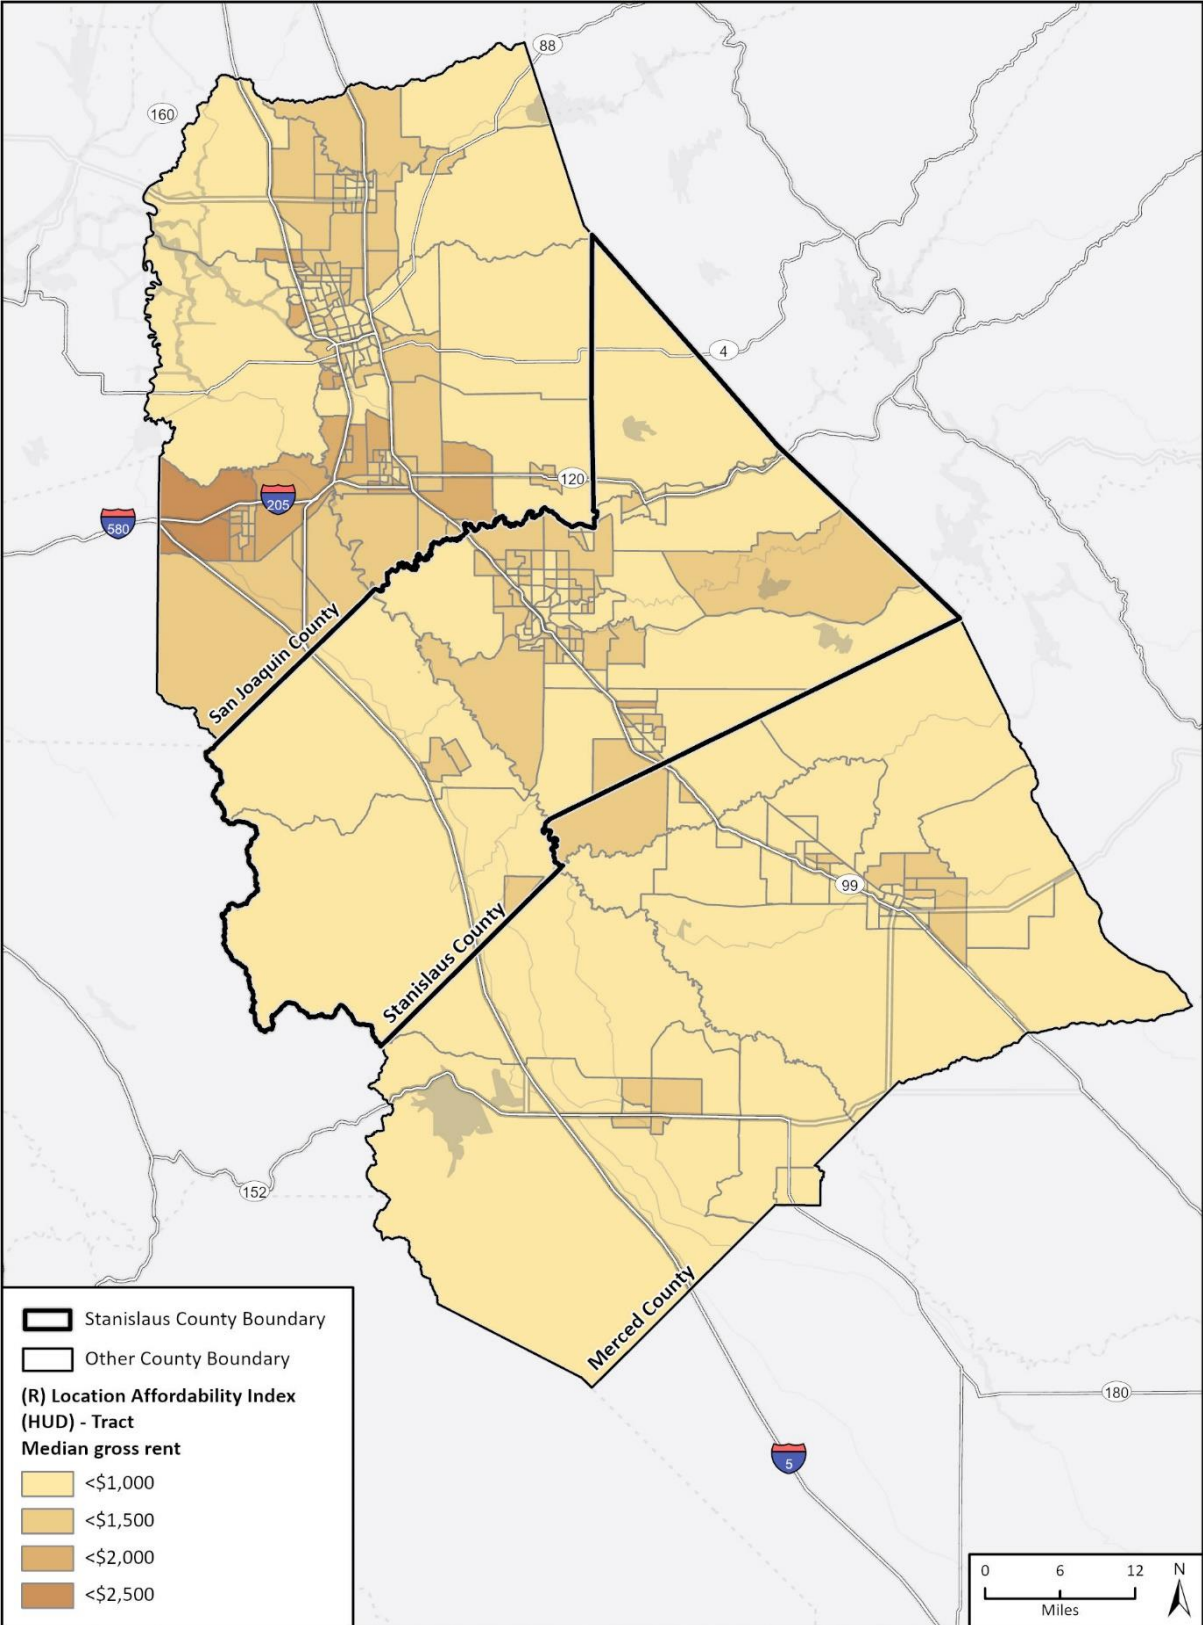 88
160
4
120
205
580
San Joaquin County
99
Stanislaus County
152
Merced County
180
5
Stanislaus County Boundary
Other County Boundary
(R) Location Affordability Index
(HUD) - Tract
Median gross rent
<$1,000
<$1,500
<$2,000
<$2,500
0 6 12
Miles
N